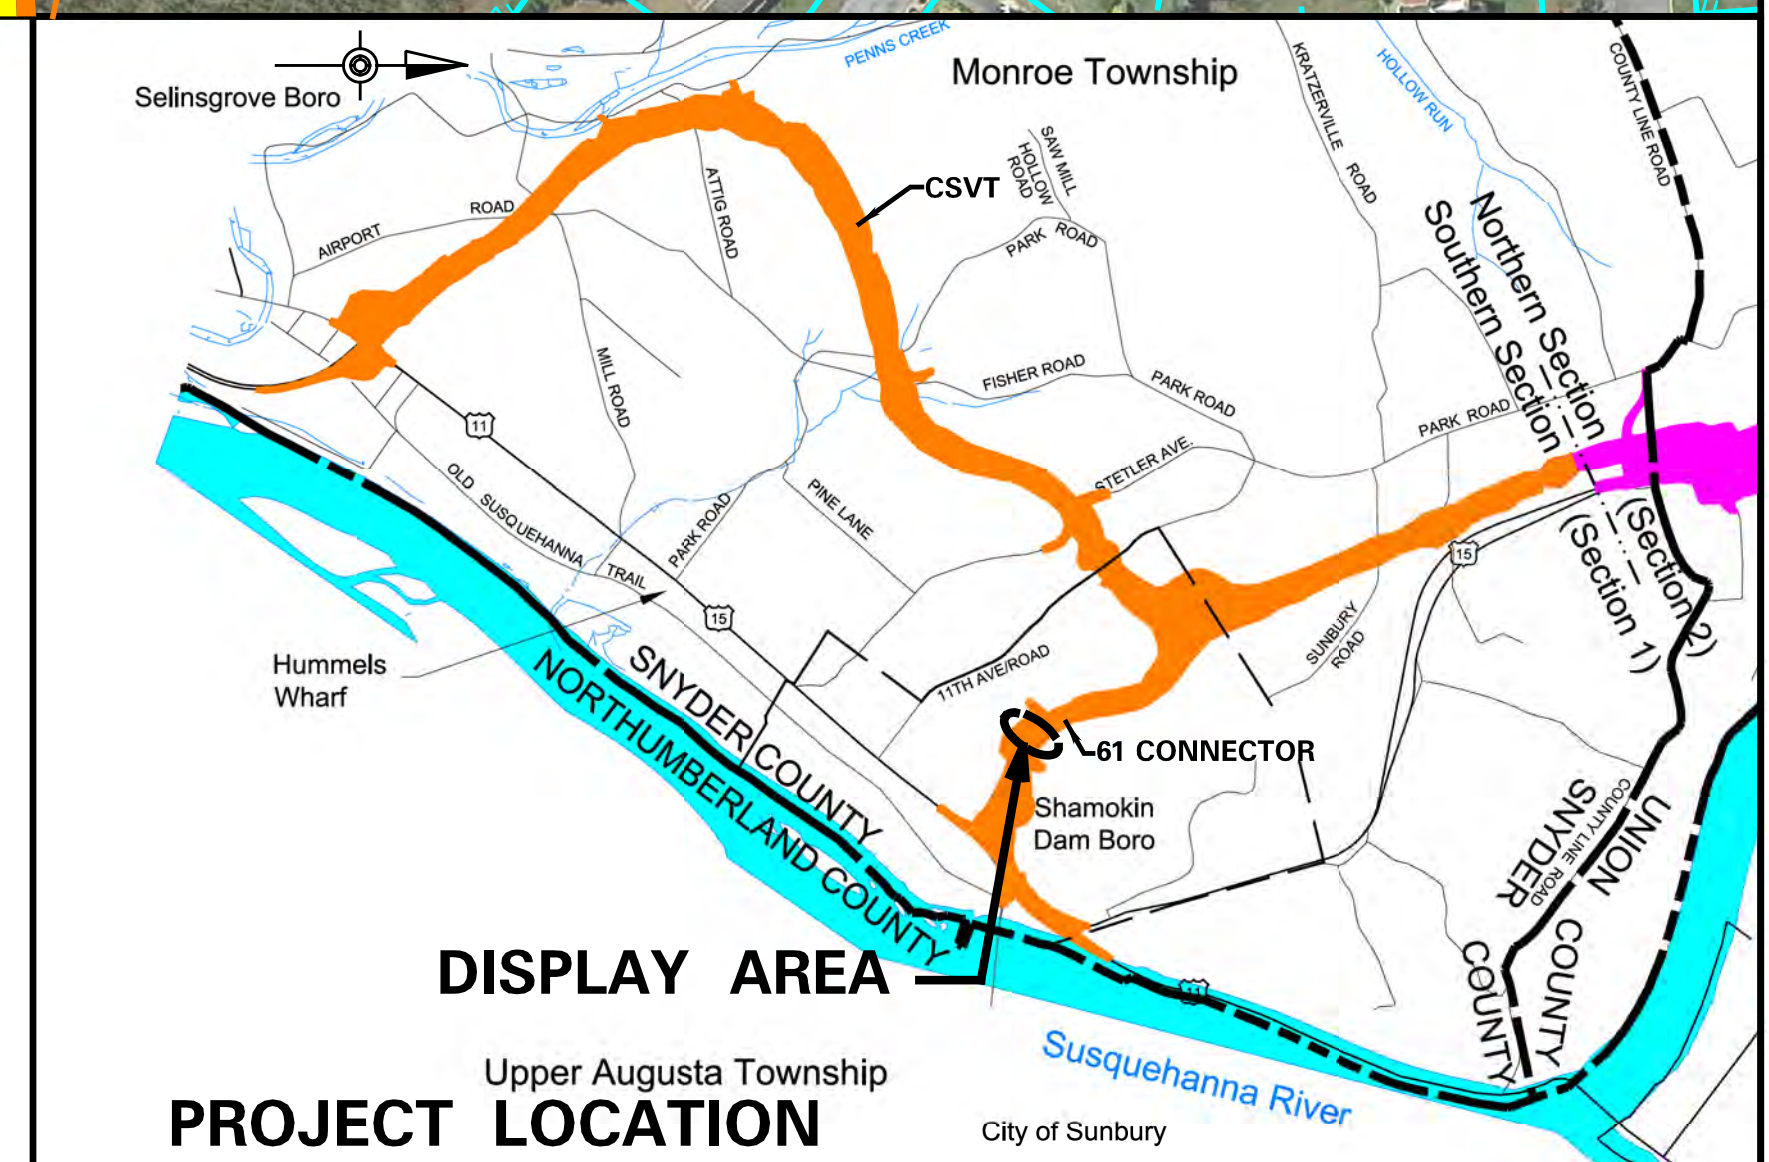 PENNS CREEK
Monroe Township
Selinsgrove Boro
KRATZERVILLE ROAD
HOLLOW RUN
COUNTY LINE ROAD
SAW MILL
HOLLOW
ROAD
CSVT
ATTIG ROAD
AIRPORT ROAD
PARK ROAD
Northern Section
Southern Section
MILL ROAD
FISHER ROAD
PARK ROAD
PARK ROAD
11
STETLER AVE.
OLD SUSQUEHANNA TRAIL
PARK ROAD
PINE LANE
15
(Section 2)
(Section 1)
15
SUNBURY
ROAD
Hummels
Wharf
11TH AVE/ROAD
SNYDER COUNTY
NORTHUMBERLAND COUNTY
61 CONNECTOR
Shamokin
Dam Boro
COUNTY LINE ROAD
SNYDER
COUNTY
UNION
COUNTY
DISPLAY AREA
11
Susquehanna River
Upper Augusta Township
PROJECT LOCATION
City of Sunbury